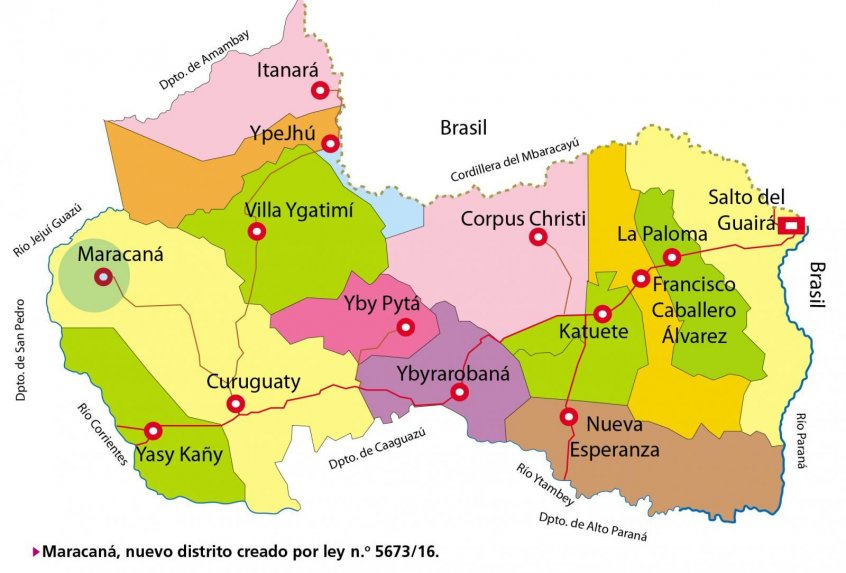 Dpto. de Amambay
Itanará
YpeJhú
Brasil
Cordillera del Mbaracayú
Villa Ygatimí
Corpus Christi
Salto del
Guairá
La Paloma
Río Jejuí Guazú
Maracaná
Brasil
Yby Pytá
Francisco
Caballero
Álvarez
Katuete
Dpto. de San Pedro
Curuguaty
Ybyrarobaná
Río Corrientes
Yasy Kañy
Dpto. de Caaguazú
Nueva
Esperanza
Río Paraná
Río Ytambey
Dpto. de Alto Paraná
Maracaná, nuevo distrito creado por ley n.º 5673/16.